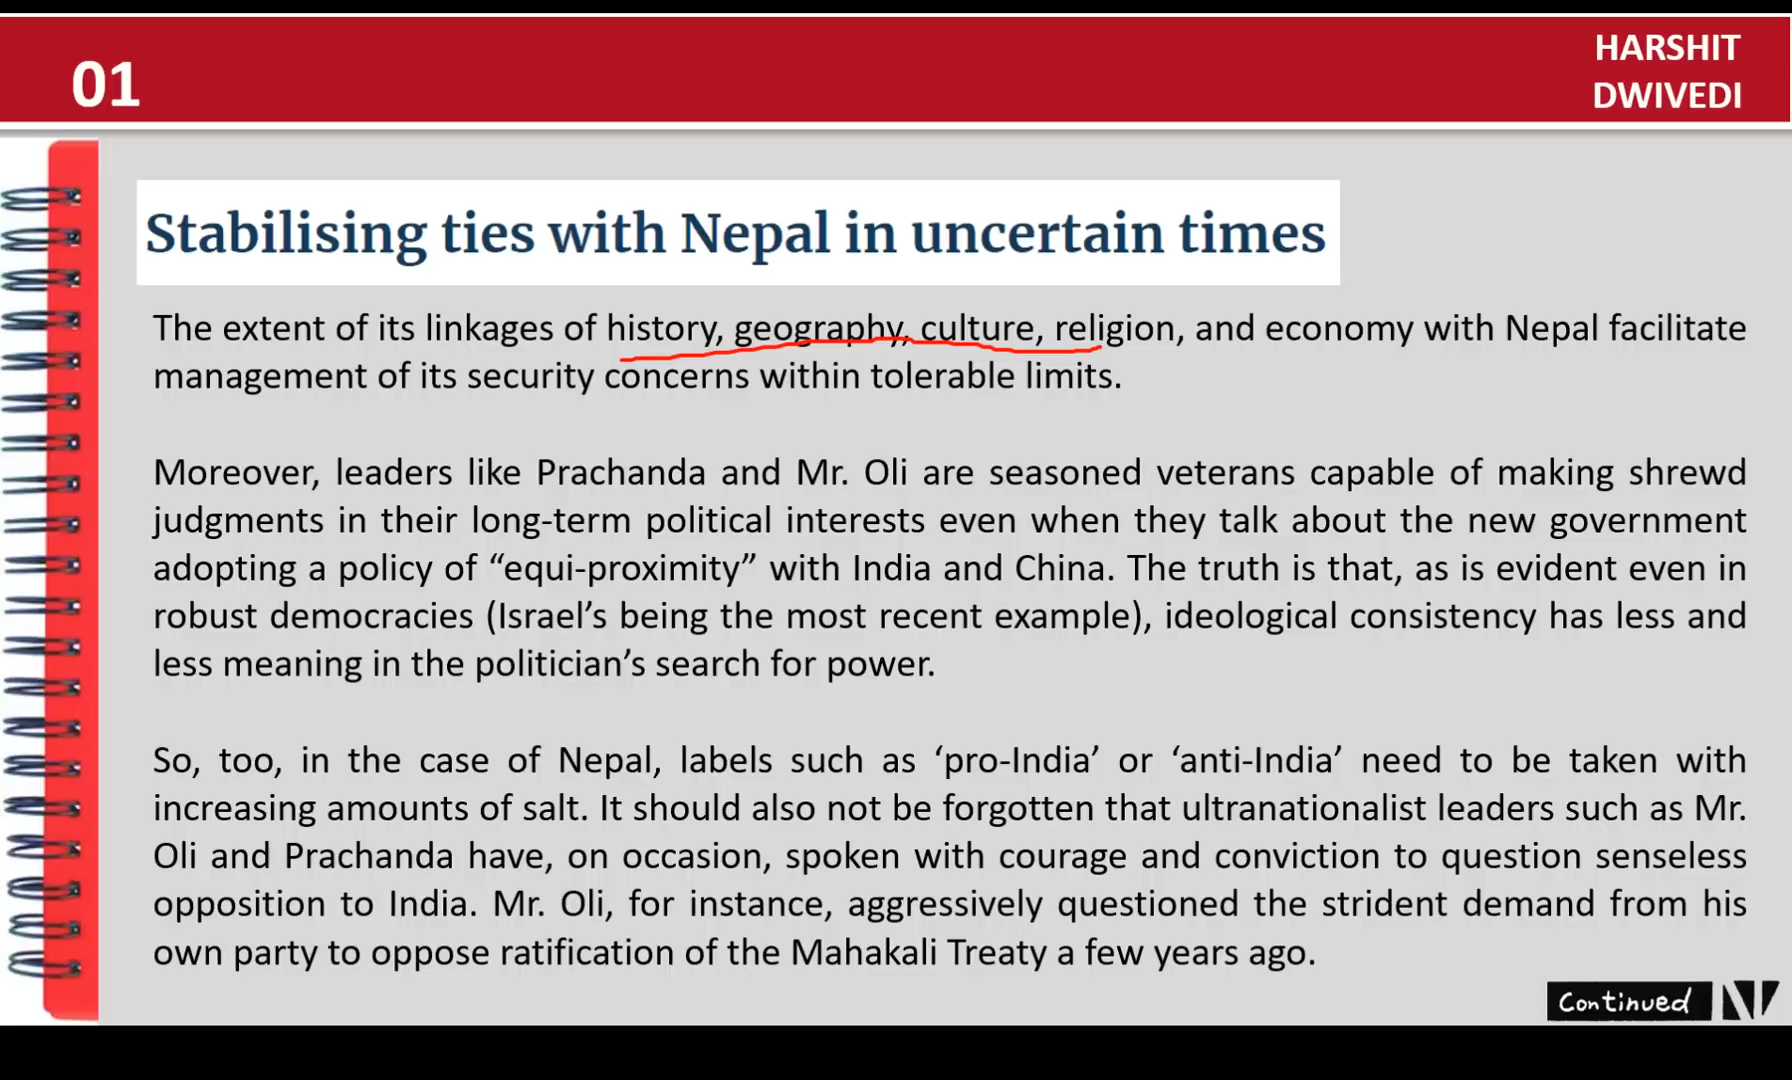 01
HARSHIT
DWIVEDI
Stabilising ties with Nepal in uncertain times
The extent of its linkages of history, geography, culture, religion, and economy with Nepal facilitate
management of its security concerns within tolerable limits.
Moreover, leaders like Prachanda and Mr. Oli are seasoned veterans capable of making shrewd
judgments in their long-term political interests even when they talk about the new government
adopting a policy of “equi-proximity” with India and China. The truth is that, as is evident even in
robust democracies (Israel’s being the most recent example), ideological consistency has less and
less meaning in the politician’s search for power.
So, too, in the case of Nepal, labels such as ‘pro-India’ or ‘anti-India’ need to be taken with
increasing amounts of salt. It should also not be forgotten that ultranationalist leaders such as Mr.
Oli and Prachanda have, on occasion, spoken with courage and conviction to question senseless
opposition to India. Mr. Oli, for instance, aggressively questioned the strident demand from his
own party to oppose ratification of the Mahakali Treaty a few years ago.
Continued